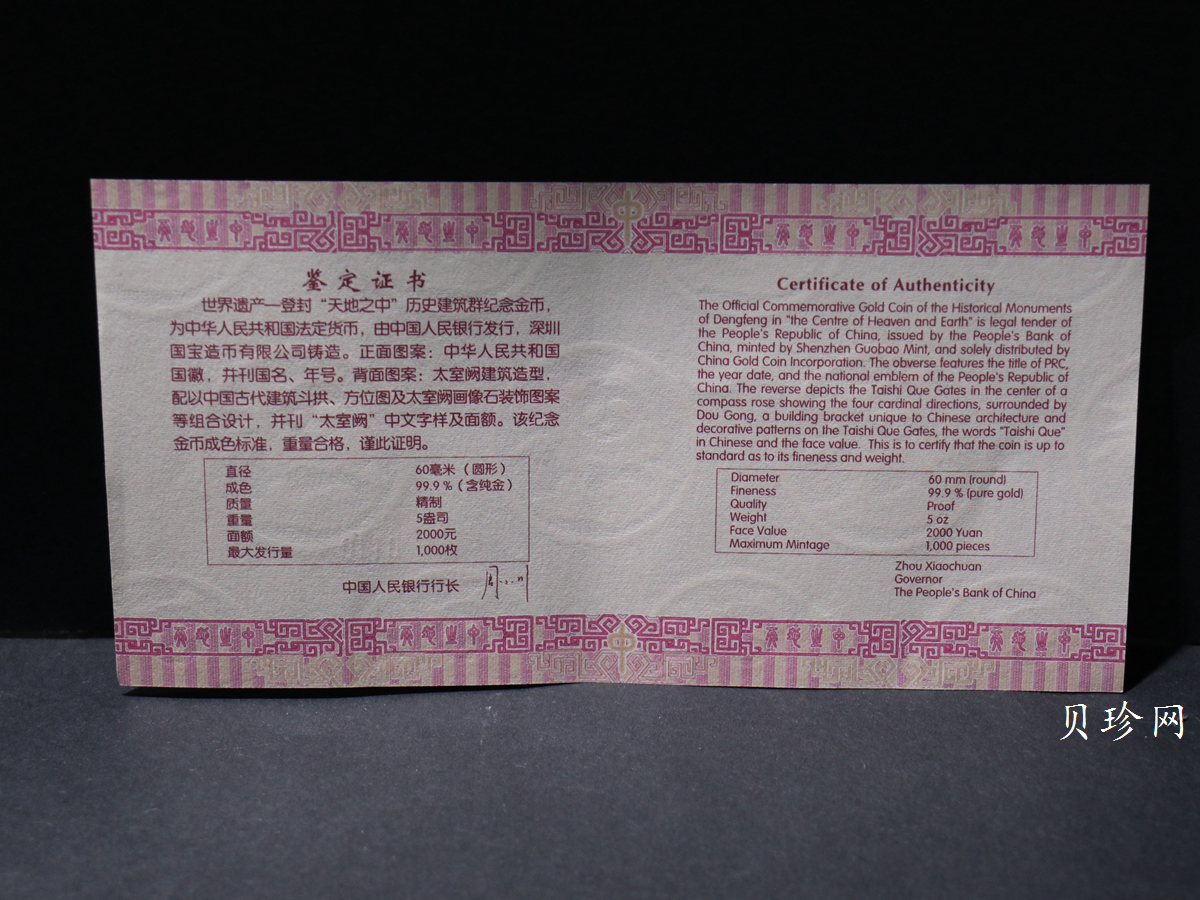 鉴定证书
世界遗产—登封“天地之中”历史建筑群纪念金币，
为中华人民共和国法定货币，由中国人民银行发行，深圳
国宝造币有限公司铸造。正面图案：中华人民共和国
国徽，并刊国名、年号。背面图案：太室阙建筑造型，
配以中国古代建筑斗拱、方位图及太室阙画像石装饰图案
等组合设计，并刊“太室阙”中文字样及面额。该纪念
金币成色标准，重量合格，谨此证明。
直径 60毫米（圆形）
成色 99.9％（含纯金）
质量 精制
重量 5盎司
面额 2000元
最大发行量 1,000枚
中国人民银行行长
Certificate of Authenticity
The Official Commemorative Gold Coin of the Historical Monuments
of Dengfeng in "the Centre of Heaven and Earth" is legal tender of
the People's Republic of China, issued by the People's Bank of
China, minted by Shenzhen Guobao Mint, and solely distributed by
China Gold Coin Incorporation. The obverse features the title of PRC,
the year date, and the national emblem of the People's Republic of
China. The reverse depicts the Taishi Que Gates in the center of a
compass rose showing the four cardinal directions, surrounded by
Dou Gong, a building bracket unique to Chinese architecture and
decorative patterns on the Taishi Que Gates, the words "Taishi Que"
in Chinese and the face value. This is to certify that the coin is up to
standard as to its fineness and weight.
Diameter 60 mm (round)
Fineness 99.9 % (pure gold)
Quality Proof
Weight 5 oz
Face Value 2000 Yuan
Maximum Mintage 1,000 pieces
Zhou Xiaochuan
Governor
The People's Bank of China
贝珍网